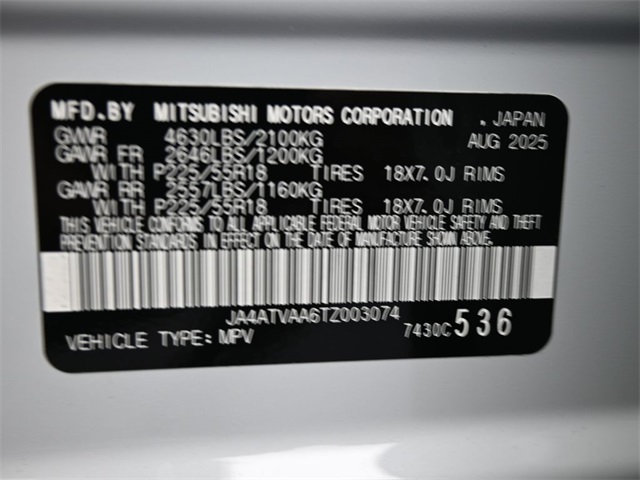 MFD.BY MITSUBISHI MOTORS CORPORATION . JAPAN
GVWR 4630LBS/2100KG AUG 2025
GAWR FR 2646LBS/1200KG
WITH P225/55R18 TIRES 18X7.0J RIMS
GAWR RR 2557LBS/1160KG
WITH P225/55R18 TIRES 18X7.0J RIMS
THIS VEHICLE CONFORMS TO ALL APPLICABLE FEDERAL MOTOR VEHICLE SAFETY AND THEFT
PREVENTION STANDARDS IN EFFECT ON THE DATE OF MANUFACTURE SHOWN ABOVE.
JA4ATVAA6TZ003074
7430C 536
VEHICLE TYPE: MPV